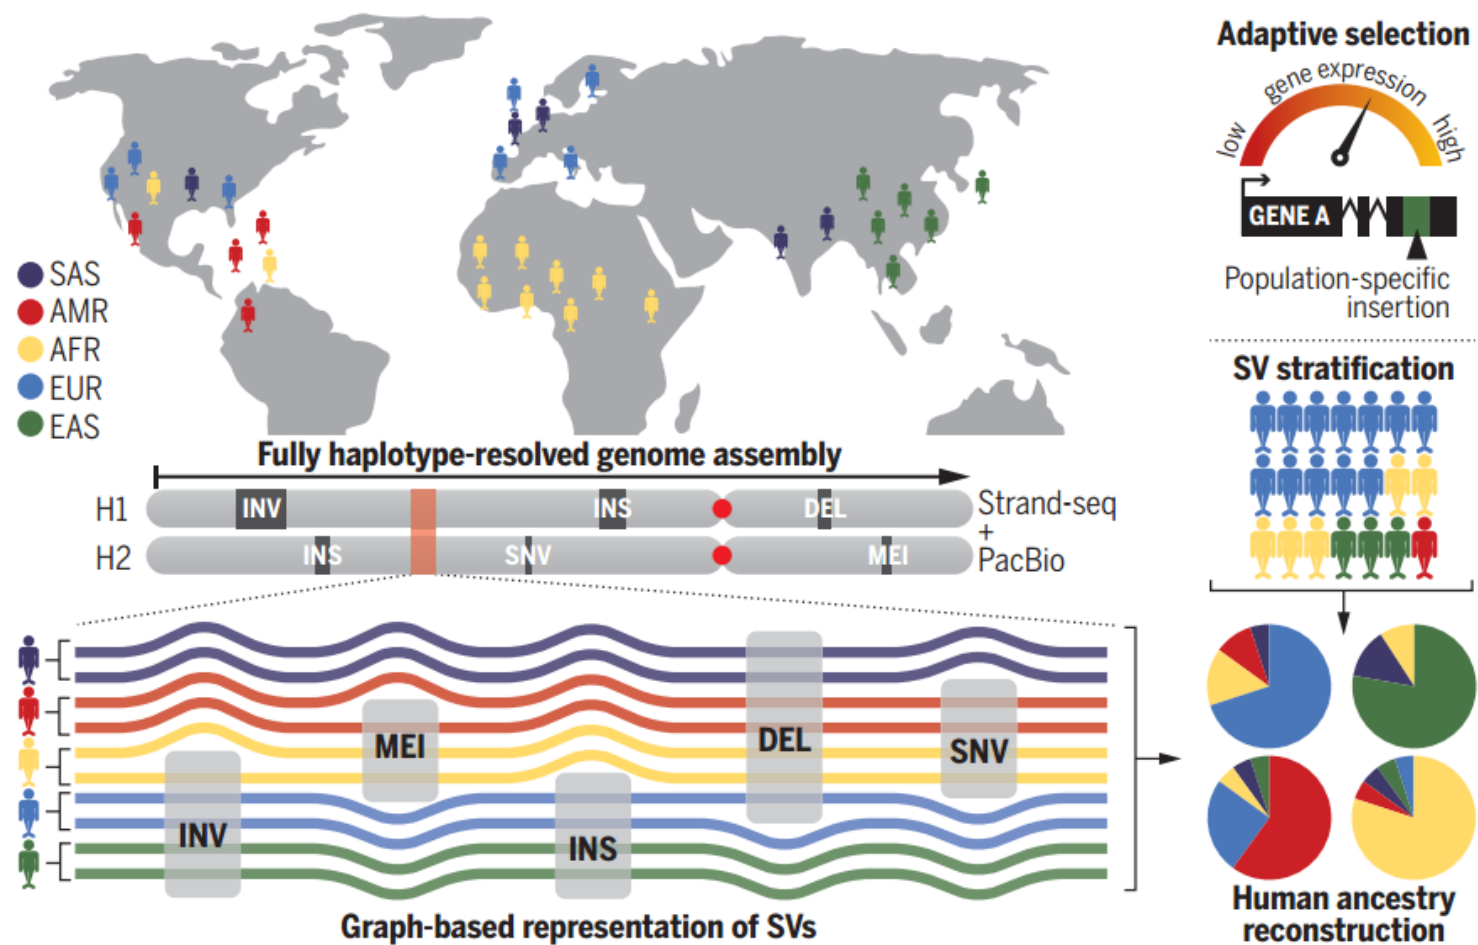 SAS
AMR
AFR
EUR
EAS
Fully haplotype-resolved genome assembly
H1
INV
INS
DEL
H2
INS
SNV
MEI
Strand-seq
+
PacBio
INV
MEI
INS
DEL
SNV
Graph-based representation of SVs
Adaptive selection
low
gene expression
high
GENE A
Population-specific
insertion
SV stratification
Human ancestry
reconstruction